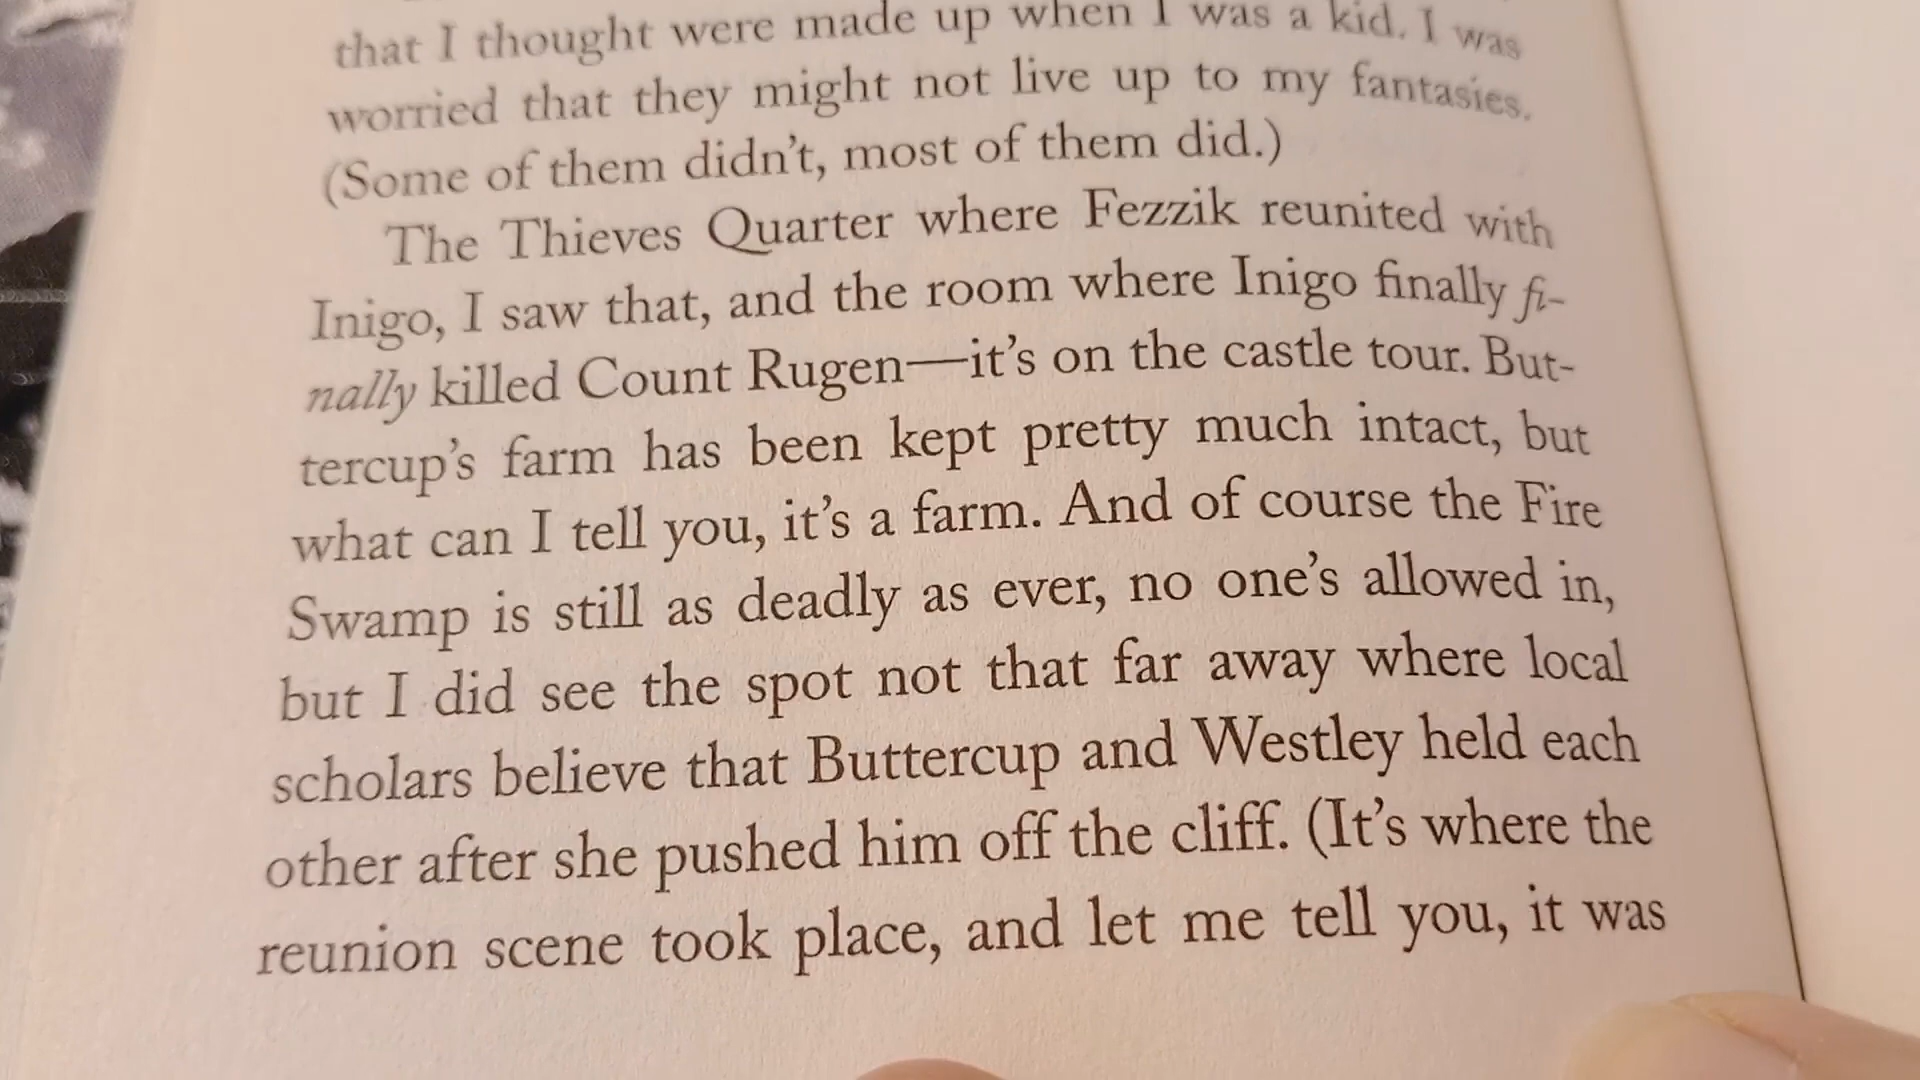 that I thought were made up when I was a kid. I was
worried that they might not live up to my fantasies.
(Some of them didn't, most of them did.)
The Thieves Quarter where Fezzik reunited with
Inigo, I saw that, and the room where Inigo finally fi-
nally killed Count Rugen—it's on the castle tour. But-
tercup's farm has been kept pretty much intact, but
what can I tell you, it's a farm. And of course the Fire
Swamp is still as deadly as ever, no one's allowed in,
but I did see the spot not that far away where local
scholars believe that Buttercup and Westley held each
other after she pushed him off the cliff. (It's where the
reunion scene took place, and let me tell you, it was